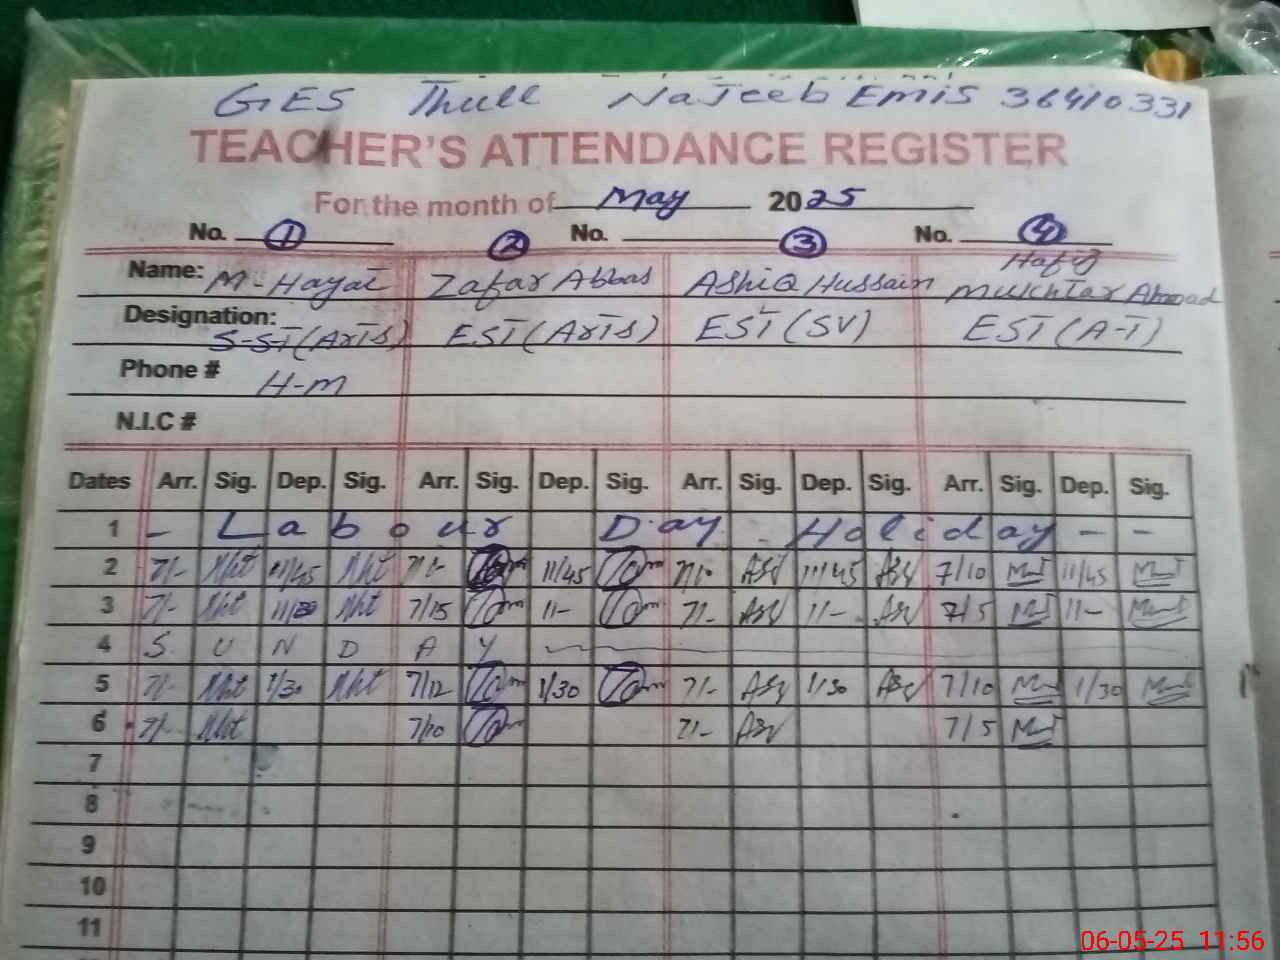 GES Thull Najeeb Emis 36410331
TEACHER'S ATTENDANCE REGISTER
For the month of May 2025
No. 1 2 No. 3 No. 4
Name: M-Hayat Zafar Abbas Ashiq Hussain Hafiz Mukhtar Ahmad
Designation: S-ST (Arts) EST (Arts) EST (SV) EST (A-T)
Phone # H-M
N.I.C #
Dates Arr. Sig. Dep. Sig. Arr. Sig. Dep. Sig. Arr. Sig. Dep. Sig. Arr. Sig. Dep. Sig.
1 - Labour Day Holiday - -
2 7/- 11/45 7/- 11/45 7/- 11/45 7/10 11/45
3 7/- 11/30 7/15 11/- 7/- 11/- 7/5 11/-
4 S U N D A Y
5 7/- 1/30 7/12 1/30 7/- 1/30 7/10 1/30
6 7/- 7/10 7/- 7/5
7
8
9
10
11
06-05-25 11:56